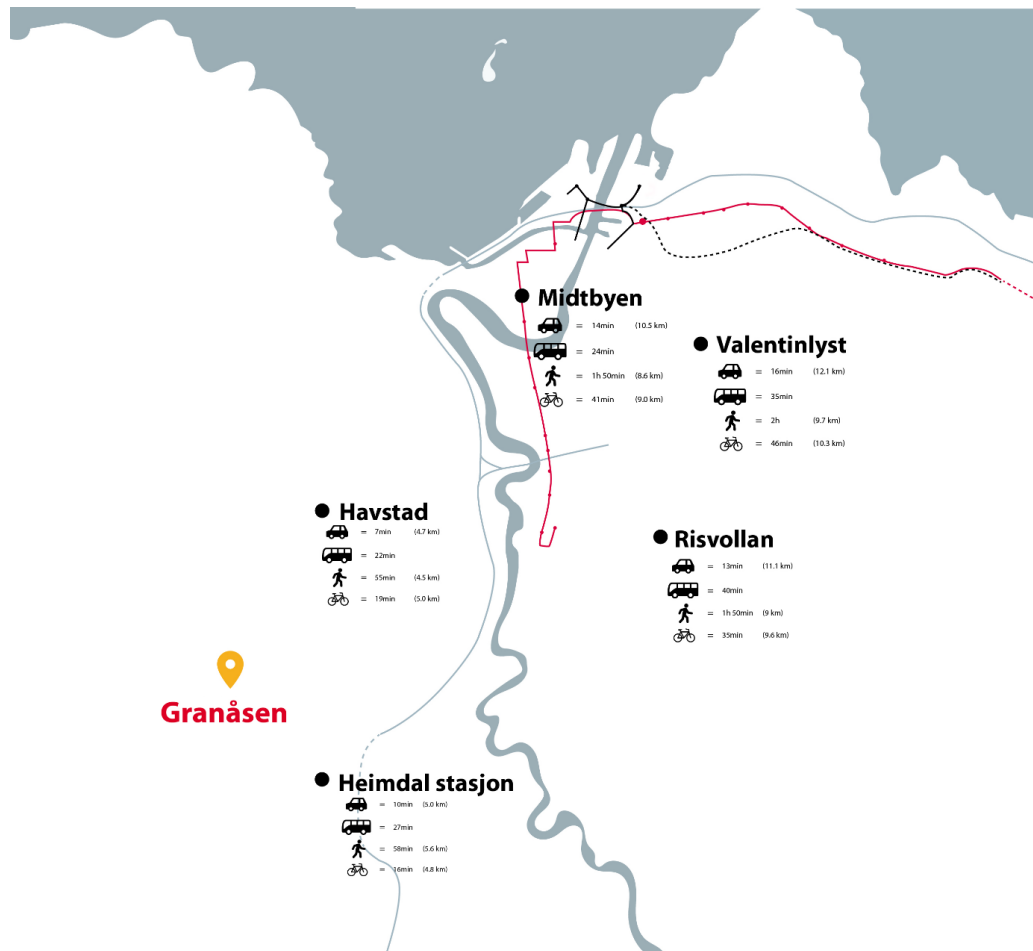 Midtbyen
= 14min (10.5 km)
= 24min
= 1h 50min (8.6 km)
= 41min (9.0 km)
Valentinlyst
= 16min (12.1 km)
= 35min
= 2h (9.7 km)
= 46min (10.3 km)
Havstad
= 7min (4.7 km)
= 22min
= 55min (4.5 km)
= 19min (5.0 km)
Risvollan
= 13min (11.1 km)
= 40min
= 1h 50min (9 km)
= 35min (9.6 km)
Granåsen
Heimdal stasjon
= 10min (5.0 km)
= 27min
= 58min (5.6 km)
= 16min (4.8 km)